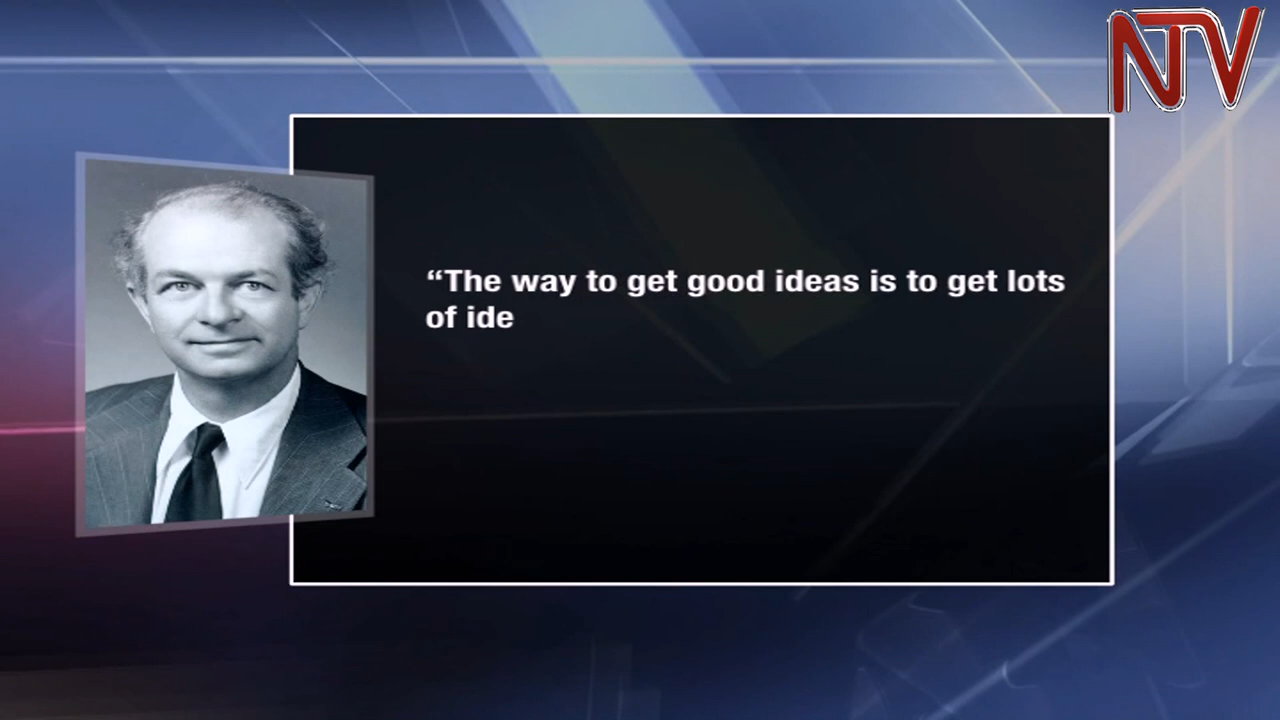 NTV
“The way to get good ideas is to get lots
of ide